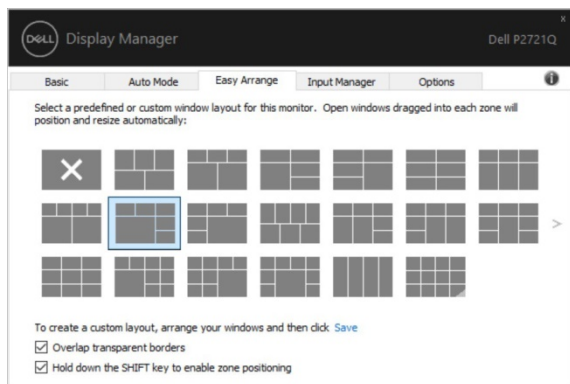 x
DELL Display Manager
Dell P2721Q
Basic Auto Mode Easy Arrange Input Manager Options
Select a predefined or custom window layout for this monitor. Open windows dragged into each zone will
position and resize automatically:
To create a custom layout, arrange your windows and then click Save
Overlap transparent borders
Hold down the SHIFT key to enable zone positioning